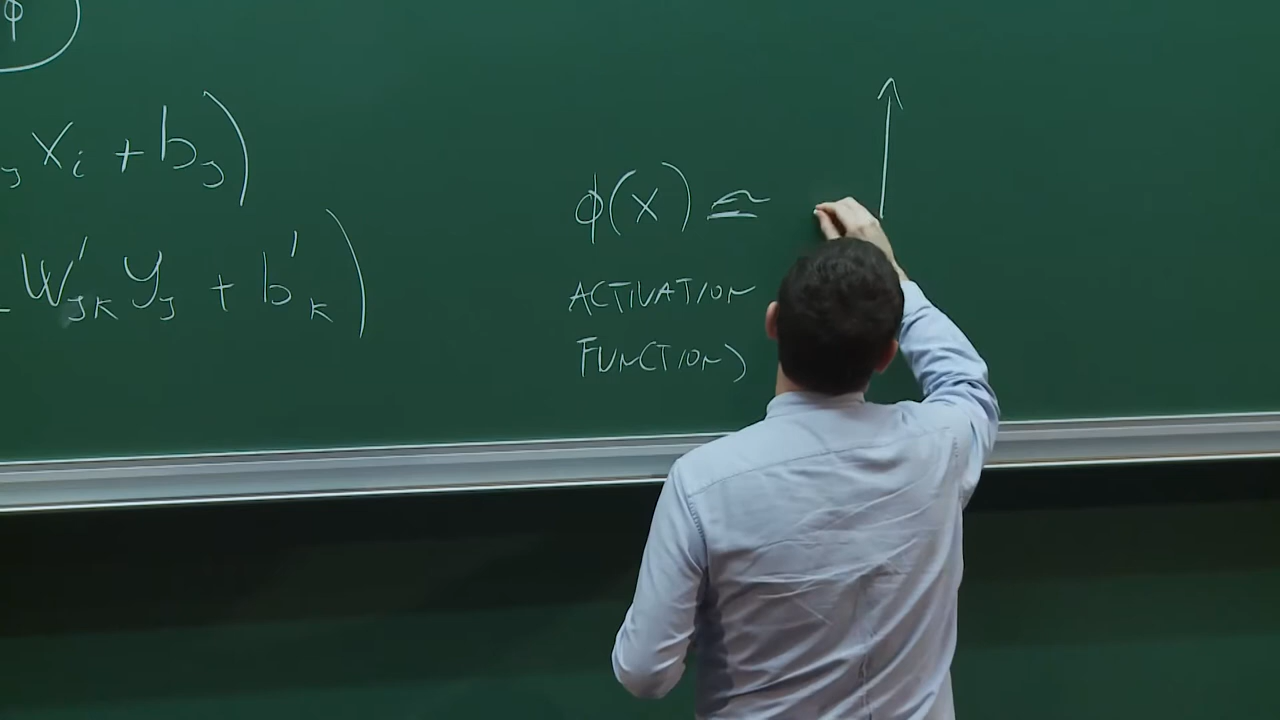 ϕ
ȷ xᵢ + bⱼ)
W'ⱼₖ yⱼ + b'ₖ)
ϕ(x) ≃
ACTIVATION
FUNCTION)